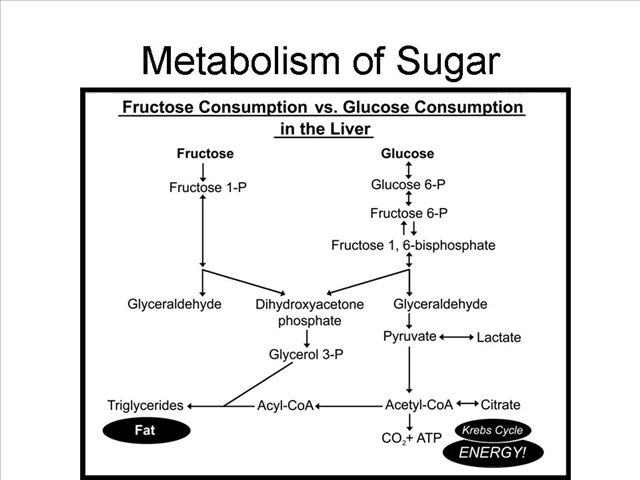 Metabolism of Sugar
Fructose Consumption vs. Glucose Consumption
in the Liver
Fructose
Glucose
Fructose 1-P
Glucose 6-P
Fructose 6-P
Fructose 1, 6-bisphosphate
Glyceraldehyde
Dihydroxyacetone
phosphate
Glyceraldehyde
Pyruvate
Lactate
Glycerol 3-P
Triglycerides
Acyl-CoA
Acetyl-CoA
Citrate
Fat
CO₂+ ATP
Krebs Cycle
ENERGY!